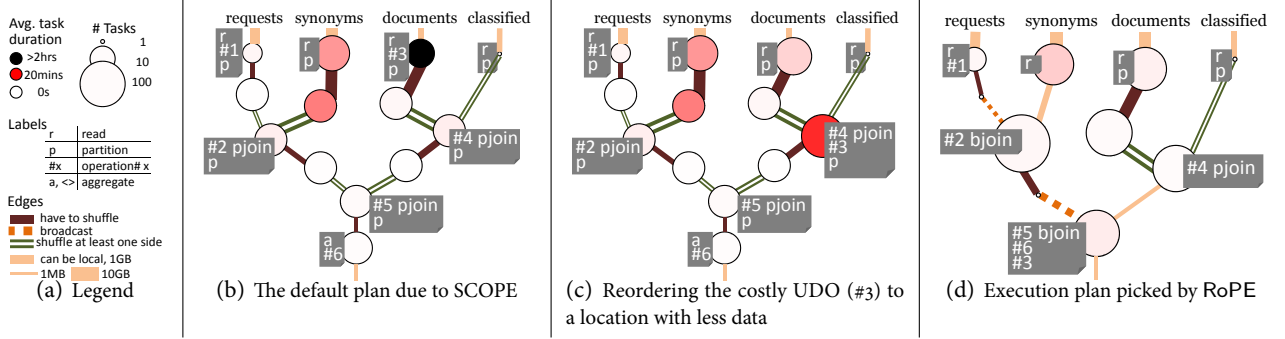 Avg. task
duration
>2hrs
20mins
0s
# Tasks
1
10
100
Labels
r read
p partition
#x operation# x
a, <> aggregate
Edges
have to shuffle
broadcast
shuffle at least one side
can be local, 1GB
1MB 10GB
(a) Legend
requests synonyms documents classified
r
#1
p
r
p
r
#3
p
r
p
#2 pjoin
p
#4 pjoin
p
#5 pjoin
p
a
#6
(b) The default plan due to SCOPE
requests synonyms documents classified
r
#1
p
r
p
r
p
r
p
#2 pjoin
p
#4 pjoin
#3
p
#5 pjoin
p
a
#6
(c) Reordering the costly UDO (#3) to
a location with less data
requests synonyms documents classified
r
#1
r
r
p
r
p
#2 bjoin
#4 pjoin
#5 bjoin
#6
#3
(d) Execution plan picked by RoPE